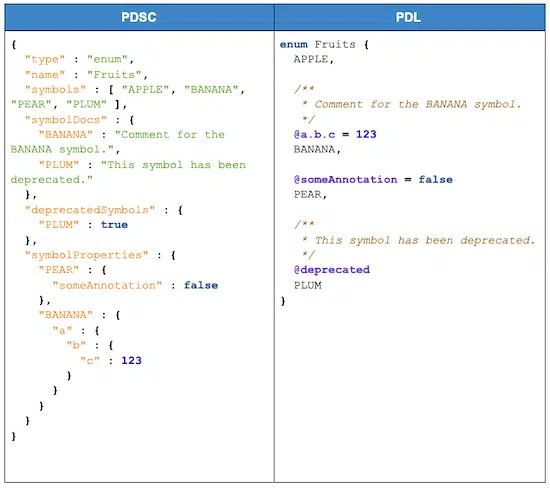 PDSC
{
  "type" : "enum",
  "name" : "Fruits",
  "symbols" : [ "APPLE", "BANANA",
"PEAR", "PLUM" ],
  "symbolDocs" : {
    "BANANA" : "Comment for the
BANANA symbol.",
    "PLUM" : "This symbol has been
deprecated."
  },
  "deprecatedSymbols" : {
    "PLUM" : true
  },
  "symbolProperties" : {
    "PEAR" : {
      "someAnnotation" : false
    },
    "BANANA" : {
      "a" : {
        "b" : {
          "c" : 123
        }
      }
    }
  }
}
PDL
enum Fruits {
  APPLE,

  /**
   * Comment for the BANANA symbol.
   */
  @a.b.c = 123
  BANANA,

  @someAnnotation = false
  PEAR,

  /**
   * This symbol has been deprecated.
   */
  @deprecated
  PLUM
}